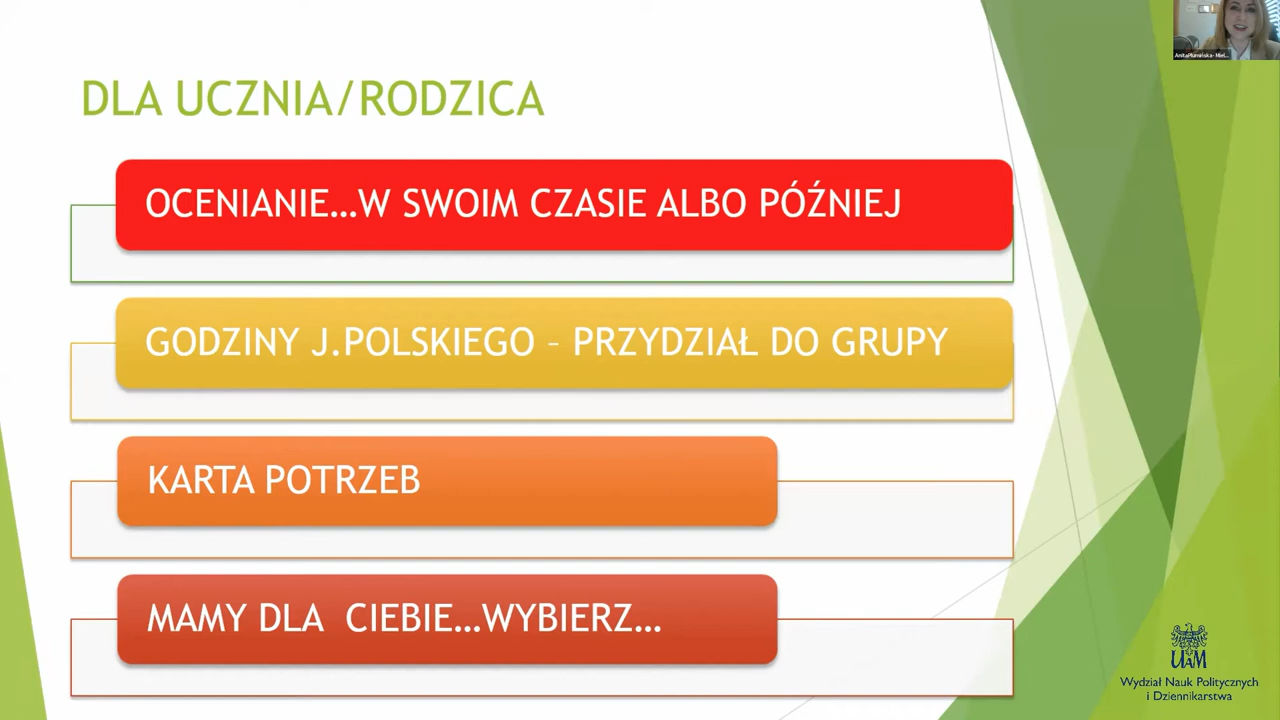 DLA UCZNIA/RODZICA
OCENIANIE…W SWOIM CZASIE ALBO PÓŹNIEJ
GODZINY J.POLSKIEGO – PRZYDZIAŁ DO GRUPY
KARTA POTRZEB
MAMY DLA CIEBIE…WYBIERZ…
UAM
Wydział Nauk Politycznych
i Dziennikarstwa